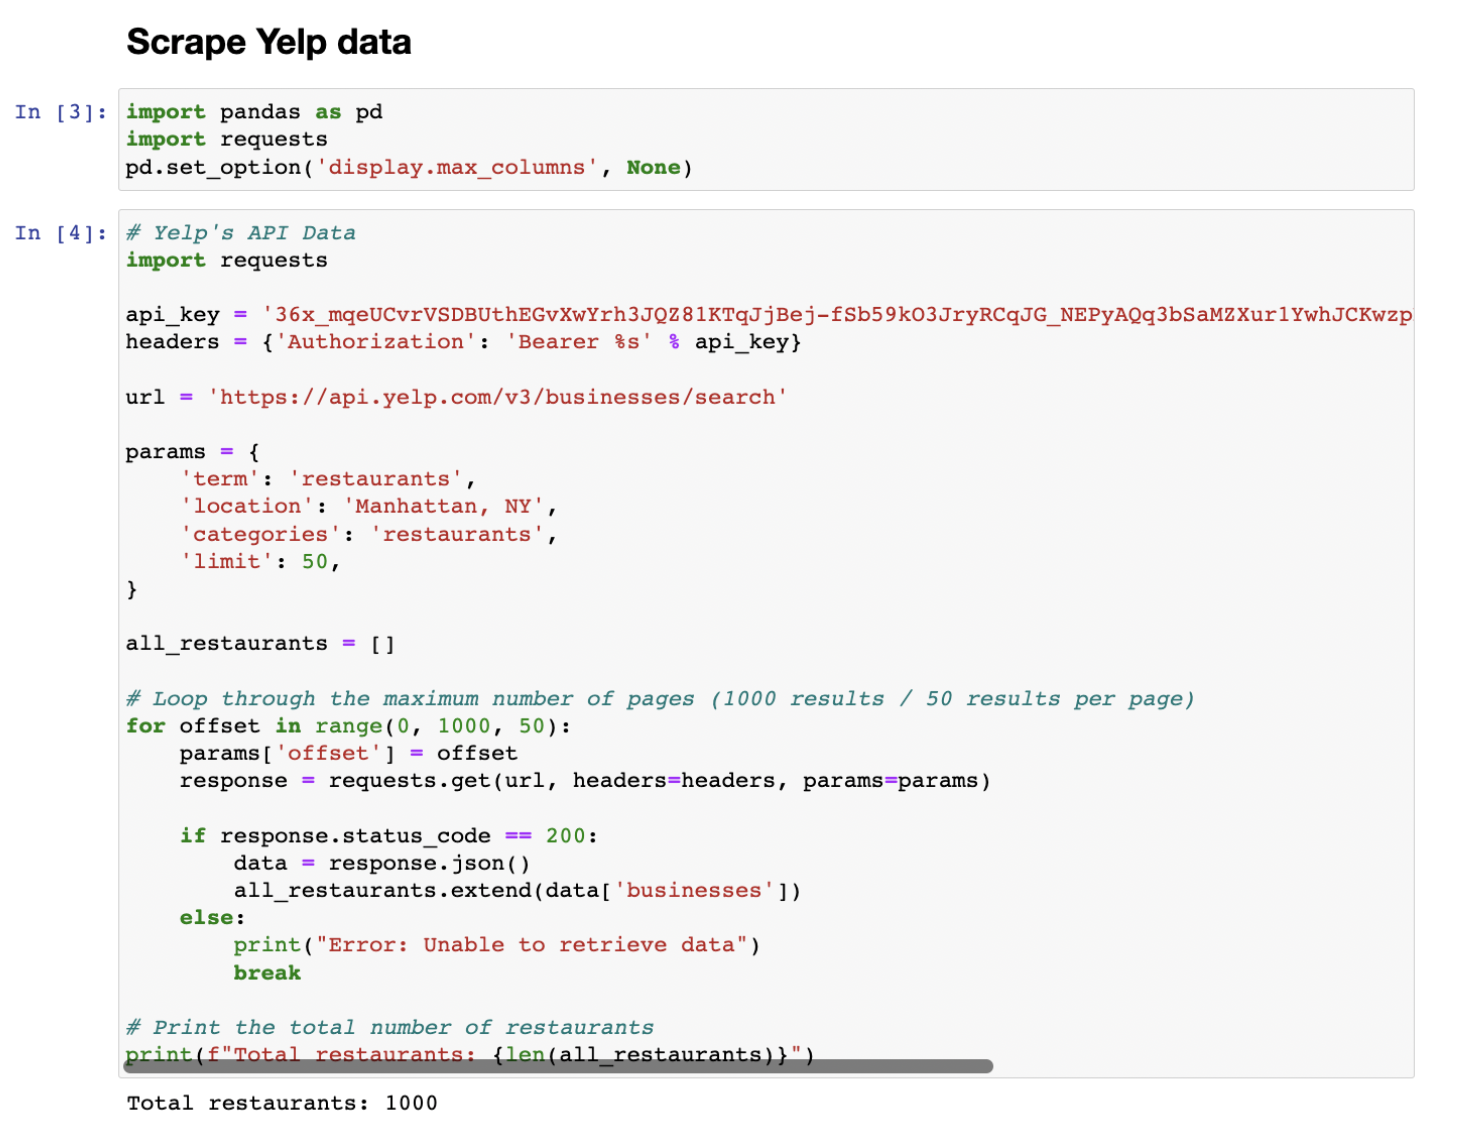 Scrape Yelp data
In [3]: import pandas as pd
import requests
pd.set_option('display.max_columns', None)
In [4]: # Yelp's API Data
import requests
api_key = '36x_mqeUCvrVSDBUthEGvXwYrh3JQZ81KTqJjBej-fSb59kO3JryRCqJG_NEPyAQq3bSaMZXur1YwhJCKwzp
headers = {'Authorization': 'Bearer %s' % api_key}
url = 'https://api.yelp.com/v3/businesses/search'
params = {
    'term': 'restaurants',
    'location': 'Manhattan, NY',
    'categories': 'restaurants',
    'limit': 50,
}
all_restaurants = []
# Loop through the maximum number of pages (1000 results / 50 results per page)
for offset in range(0, 1000, 50):
    params['offset'] = offset
    response = requests.get(url, headers=headers, params=params)
    if response.status_code == 200:
        data = response.json()
        all_restaurants.extend(data['businesses'])
    else:
        print("Error: Unable to retrieve data")
        break
# Print the total number of restaurants
print(f"Total restaurants: {len(all_restaurants)}")
Total restaurants: 1000